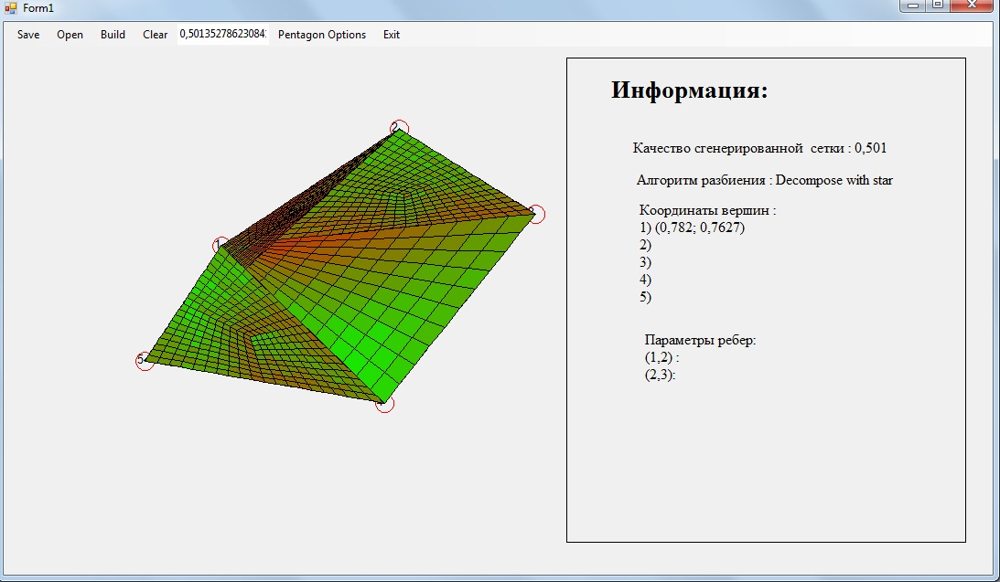 Form1
Save Open Build Clear 0,50135278623084 Pentagon Options Exit
Информация:
Качество сгенерированной сетки : 0,501
Алгоритм разбиения : Decompose with star
Координаты вершин :
1) (0,782; 0,7627)
2)
3)
4)
5)
Параметры ребер:
(1,2) :
(2,3):
2
3
1
5